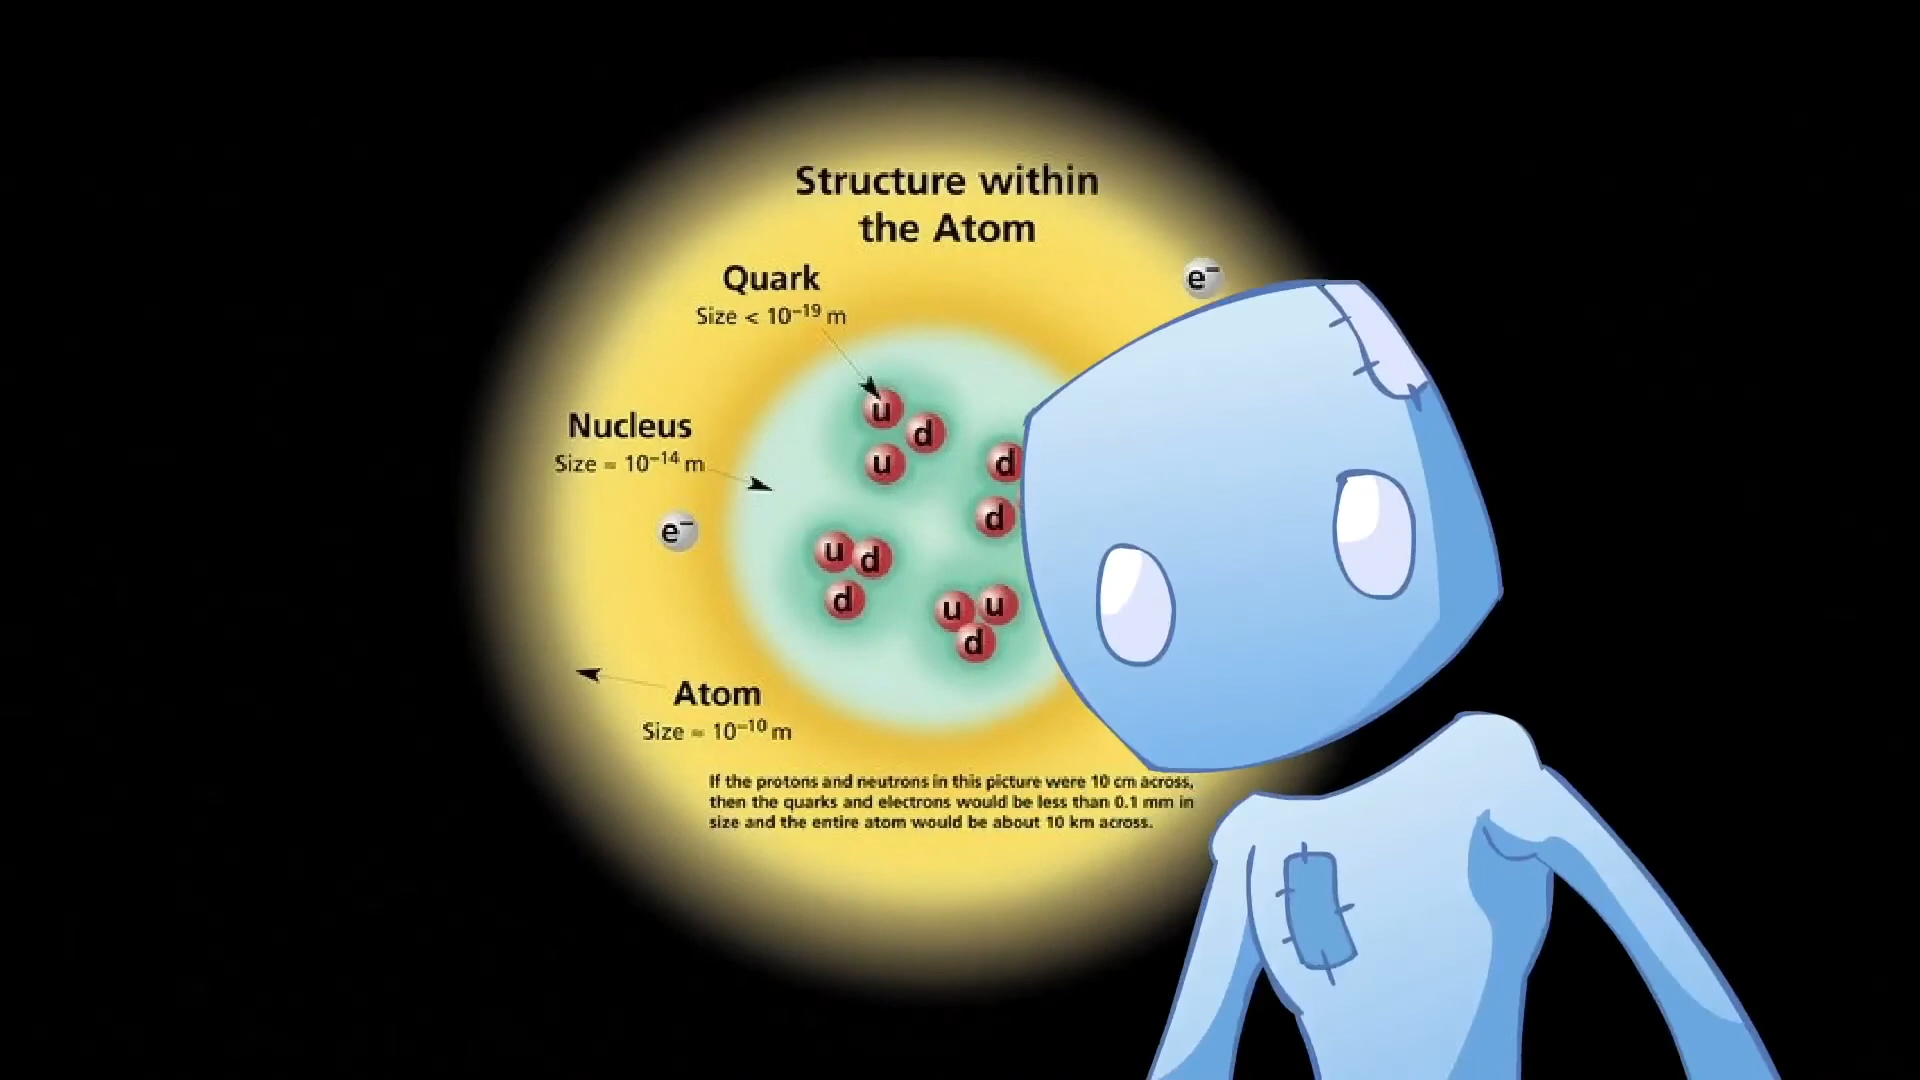 Structure within
the Atom
Quark
Size < 10⁻¹⁹ m
e⁻
u
d
u
d
Nucleus
Size ≈ 10⁻¹⁴ m
d
e⁻
u d
d
u u
d
Atom
Size ≈ 10⁻¹⁰ m
If the protons and neutrons in this picture were 10 cm across,
then the quarks and electrons would be less than 0.1 mm in
size and the entire atom would be about 10 km across.